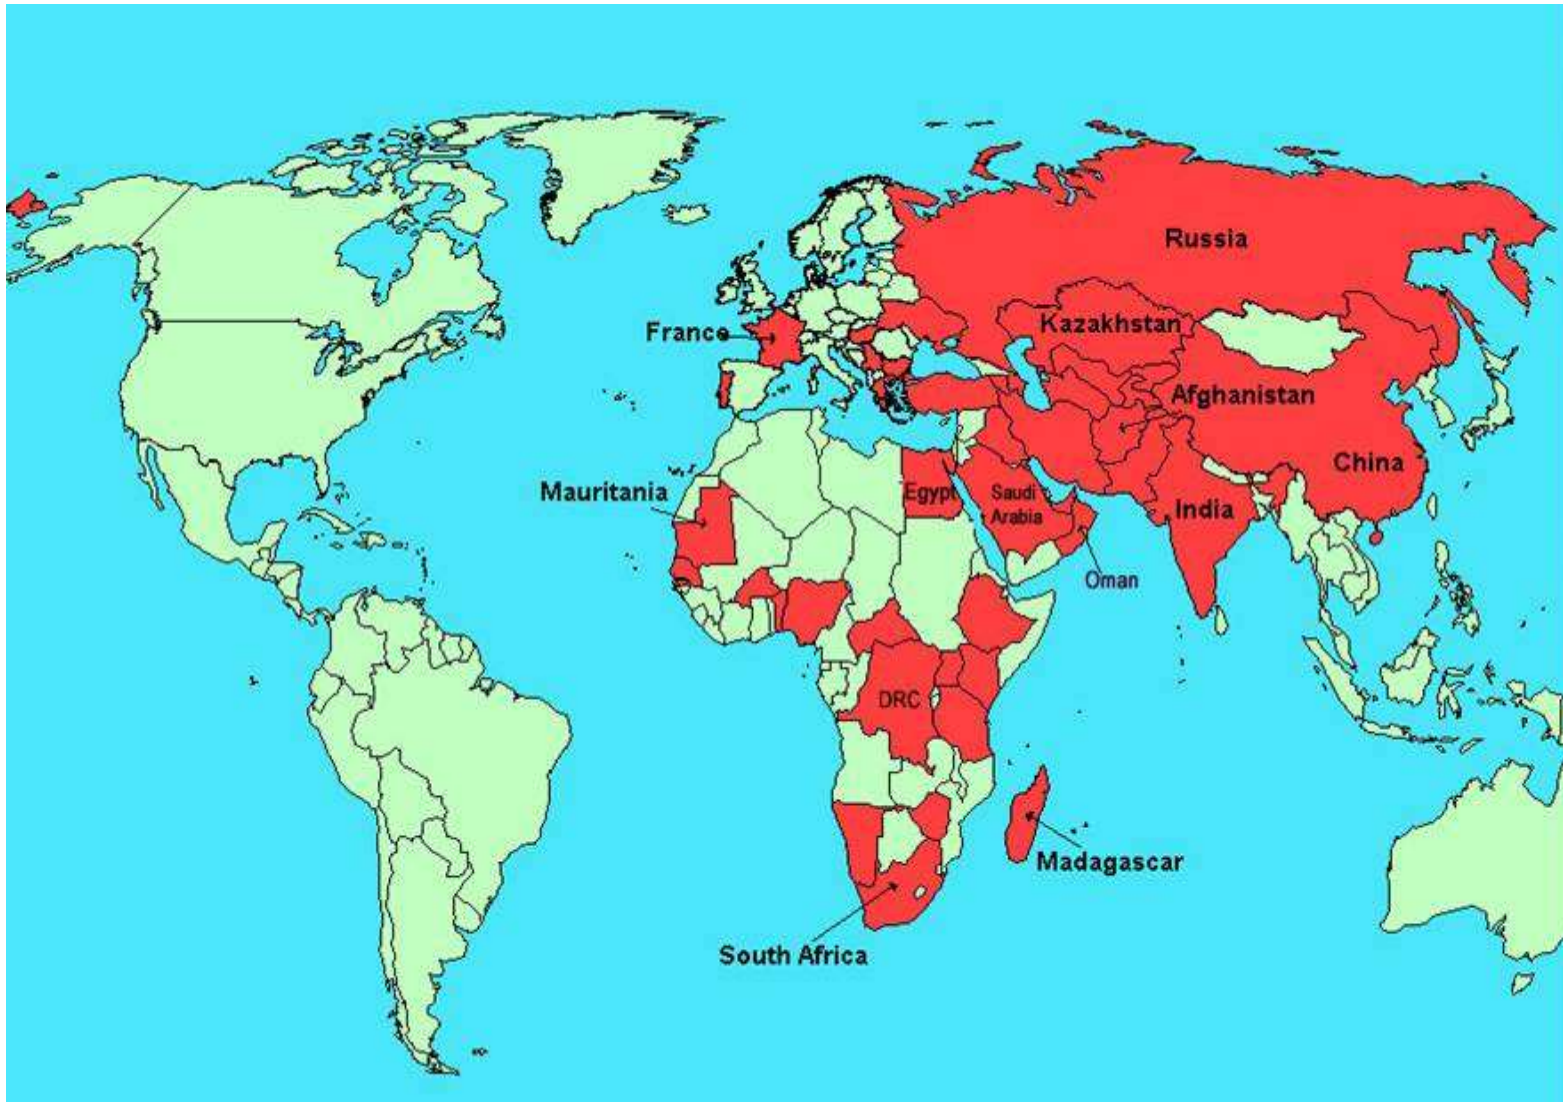 Russia
France
Kazakhstan
Afghanistan
China
Mauritania
Egypt
Saudi
Arabia
India
Oman
DRC
Madagascar
South Africa